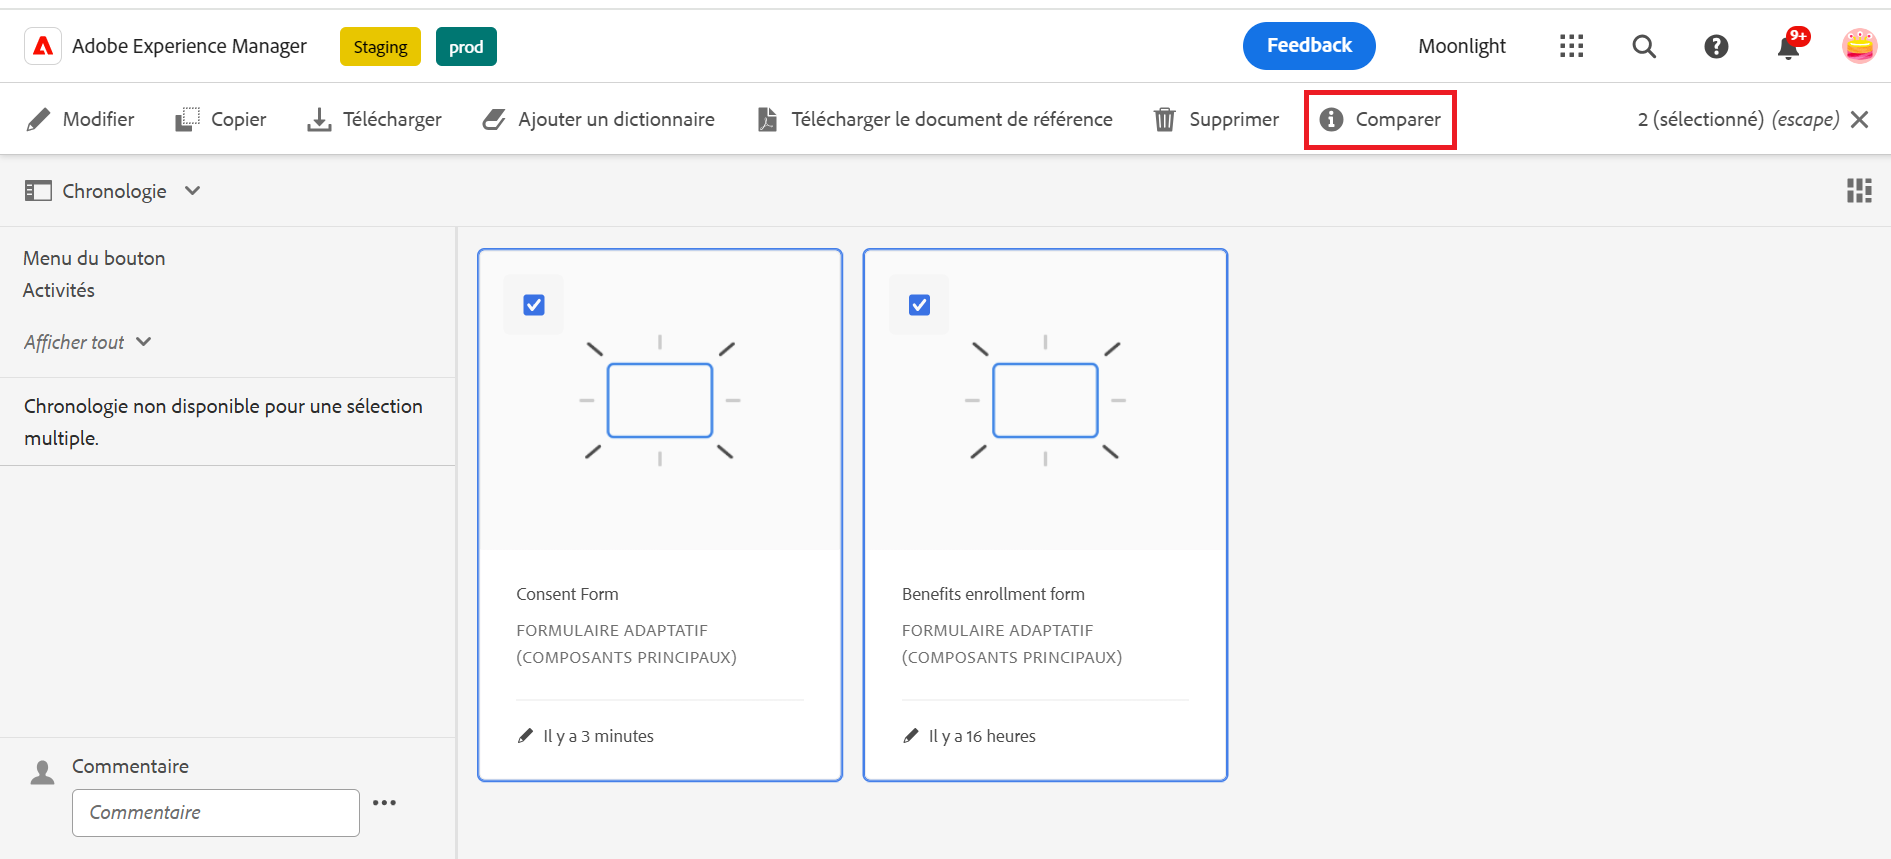 Adobe Experience Manager
Staging
prod
Feedback
Moonlight
9+
Modifier
Copier
Télécharger
Ajouter un dictionnaire
Télécharger le document de référence
Supprimer
Comparer
2 (sélectionné) (escape)
Chronologie
Menu du bouton
Activités
Afficher tout
Chronologie non disponible pour une sélection
multiple.
Consent Form
FORMULAIRE ADAPTATIF
(COMPOSANTS PRINCIPAUX)
Il y a 3 minutes
Benefits enrollment form
FORMULAIRE ADAPTATIF
(COMPOSANTS PRINCIPAUX)
Il y a 16 heures
Commentaire
Commentaire